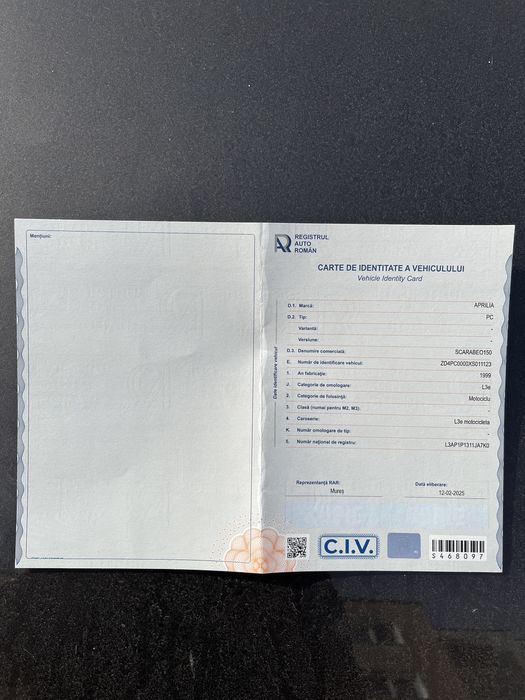 Mențiuni:
REGISTRUL
AUTO
ROMÂN
CARTE DE IDENTITATE A VEHICULULUI
Vehicle Identity Card
Date identificare vehicul
D.1. Marcă: APRILIA
D.2. Tip: PC
Variantă: -
Versiune: -
D.3. Denumire comercială: SCARABEO150
E. Număr de identificare vehicul: ZD4PC0000XS011123
1. An fabricație: 1999
J. Categorie de omologare: L3e
2. Categorie de folosință: Motociclu
3. Clasă (numai pentru M2, M3): -
4. Caroserie: L3e motocicleta
K. Număr omologare de tip: -
5. Număr național de registru: L3AP1P1311JA7K0
Reprezentanță RAR: Data eliberare:
Mureș 12-02-2025
C.I.V.
S468097